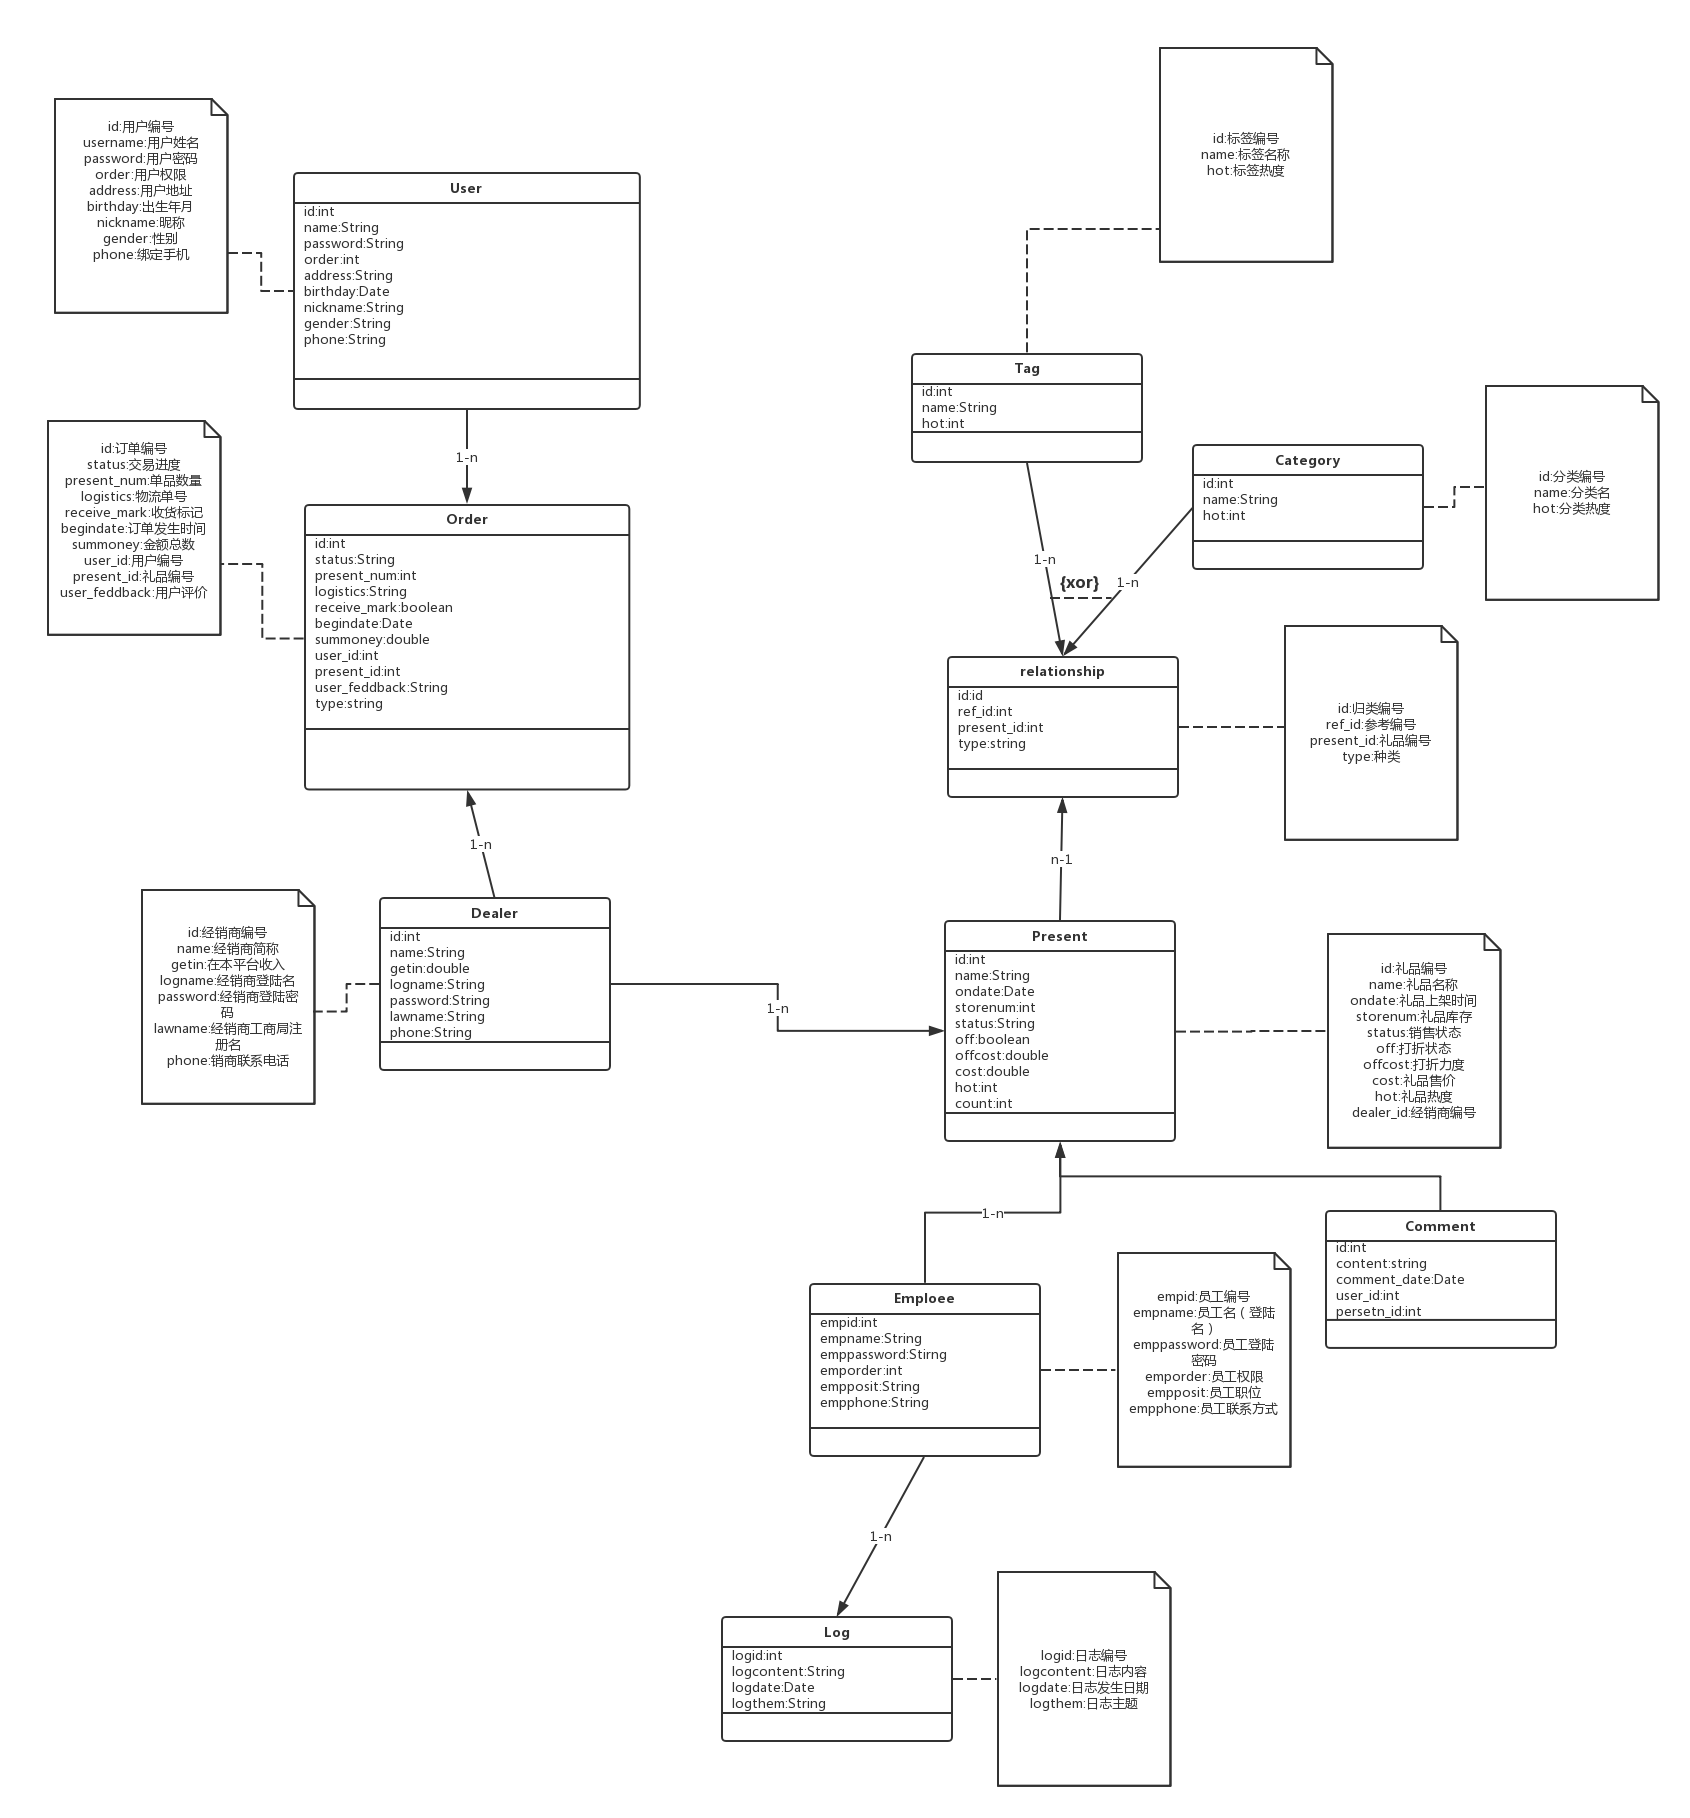 id:用户编号
username:用户姓名
password:用户密码
order:用户权限
address:用户地址
birthday:出生年月
nickname:昵称
gender:性别
phone:绑定手机
User
id:int
name:String
password:String
order:int
address:String
birthday:Date
nickname:String
gender:String
phone:String
id:标签编号
name:标签名称
hot:标签热度
Tag
id:int
name:String
hot:int
Category
id:int
name:String
hot:int
id:分类编号
name:分类名
hot:分类热度
1-n
id:订单编号
status:交易进度
present_num:单品数量
logistics:物流单号
receive_mark:收货标记
begindate:订单发生时间
summoney:金额总数
user_id:用户编号
present_id:礼品编号
user_feddback:用户评价
Order
id:int
status:String
present_num:int
logistics:String
receive_mark:boolean
begindate:Date
summoney:double
user_id:int
present_id:int
user_feddback:String
type:string
1-n
{xor}
1-n
relationship
id:id
ref_id:int
present_id:int
type:string
id:归类编号
ref_id:参考编号
present_id:礼品编号
type:种类
1-n
n-1
id:经销商编号
name:经销商简称
getin:在本平台收入
logname:经销商登陆名
password:经销商登陆密
码
lawname:经销商工商局注
册名
phone:销商联系电话
Dealer
id:int
name:String
getin:double
logname:String
password:String
lawname:String
phone:String
1-n
Present
id:int
name:String
ondate:Date
storenum:int
status:String
off:boolean
offcost:double
cost:double
hot:int
count:int
id:礼品编号
name:礼品名称
ondate:礼品上架时间
storenum:礼品库存
status:销售状态
off:打折状态
offcost:打折力度
cost:礼品售价
hot:礼品热度
dealer_id:经销商编号
1-n
Comment
id:int
content:string
comment_date:Date
user_id:int
persetn_id:int
Emploee
empid:int
empname:String
emppassword:Stirng
emporder:int
empposit:String
empphone:String
empid:员工编号
empname:员工名（登陆
名）
emppassword:员工登陆
密码
emporder:员工权限
empposit:员工职位
empphone:员工联系方式
1-n
Log
logid:int
logcontent:String
logdate:Date
logthem:String
logid:日志编号
logcontent:日志内容
logdate:日志发生日期
logthem:日志主题